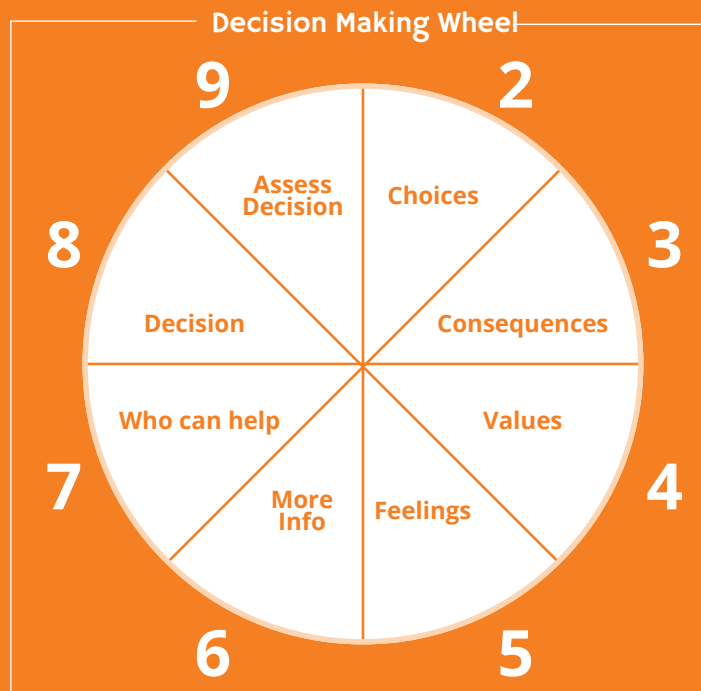 Decision Making Wheel
9
2
Assess
Decision
Choices
8
3
Decision
Consequences
Who can help
Values
7
4
More
Info
Feelings
6
5